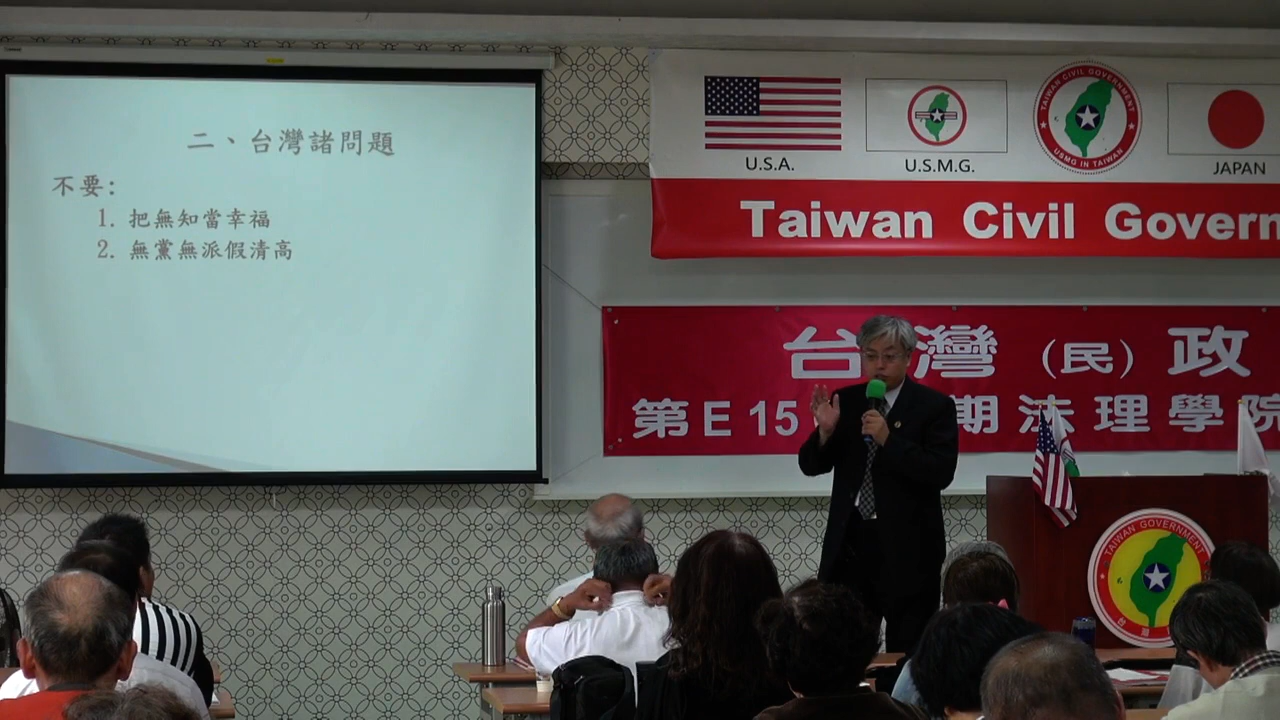 二、台灣諸問題
不要:
1. 把無知當幸福
2. 無黨無派假清高
U.S.A.
U.S.M.G.
TAIWAN CIVIL GOVERNMENT
USMG IN TAIWAN
JAPAN
Taiwan Civil Govern
台灣(民)政
第E15 期法理學院
TAIWAN GOVERNMENT
台灣